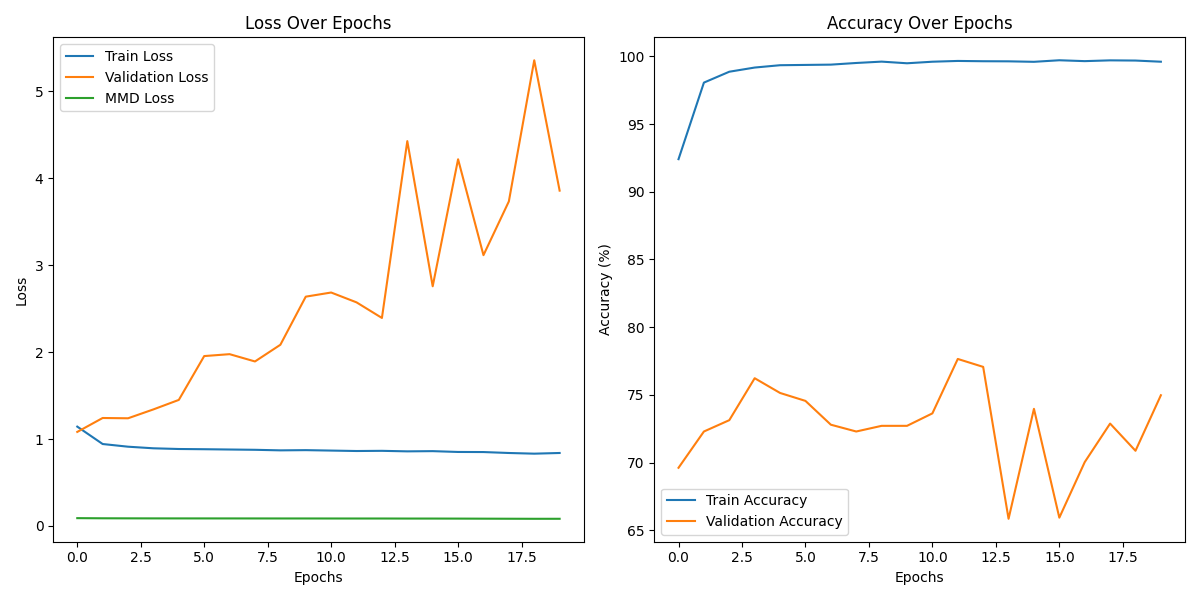 Loss Over Epochs
Train Loss
Validation Loss
MMD Loss
5
4
3
2
1
0
Loss
0.0 2.5 5.0 7.5 10.0 12.5 15.0 17.5
Epochs
Accuracy Over Epochs
100
95
90
85
80
75
70
65
Accuracy (%)
Train Accuracy
Validation Accuracy
0.0 2.5 5.0 7.5 10.0 12.5 15.0 17.5
Epochs